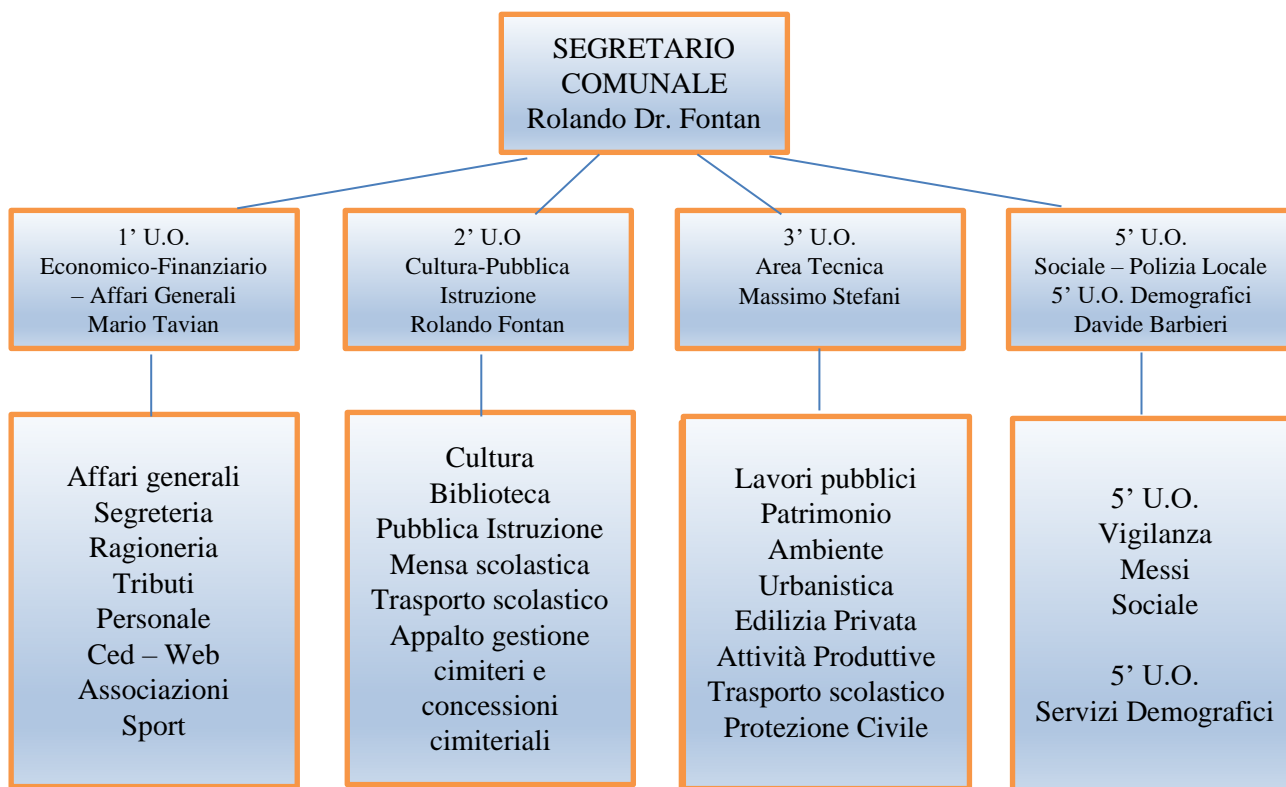 SEGRETARIO
COMUNALE
Rolando Dr. Fontan
1’ U.O.
Economico-Finanziario
– Affari Generali
Mario Tavian
2’ U.O
Cultura-Pubblica
Istruzione
Rolando Fontan
3’ U.O.
Area Tecnica
Massimo Stefani
5’ U.O.
Sociale – Polizia Locale
5’ U.O. Demografici
Davide Barbieri
Affari generali
Segreteria
Ragioneria
Tributi
Personale
Ced – Web
Associazioni
Sport
Cultura
Biblioteca
Pubblica Istruzione
Mensa scolastica
Trasporto scolastico
Appalto gestione
cimiteri e
concessioni
cimiteriali
Lavori pubblici
Patrimonio
Ambiente
Urbanistica
Edilizia Privata
Attività Produttive
Trasporto scolastico
Protezione Civile
5’ U.O.
Vigilanza
Messi
Sociale
5’ U.O.
Servizi Demografici